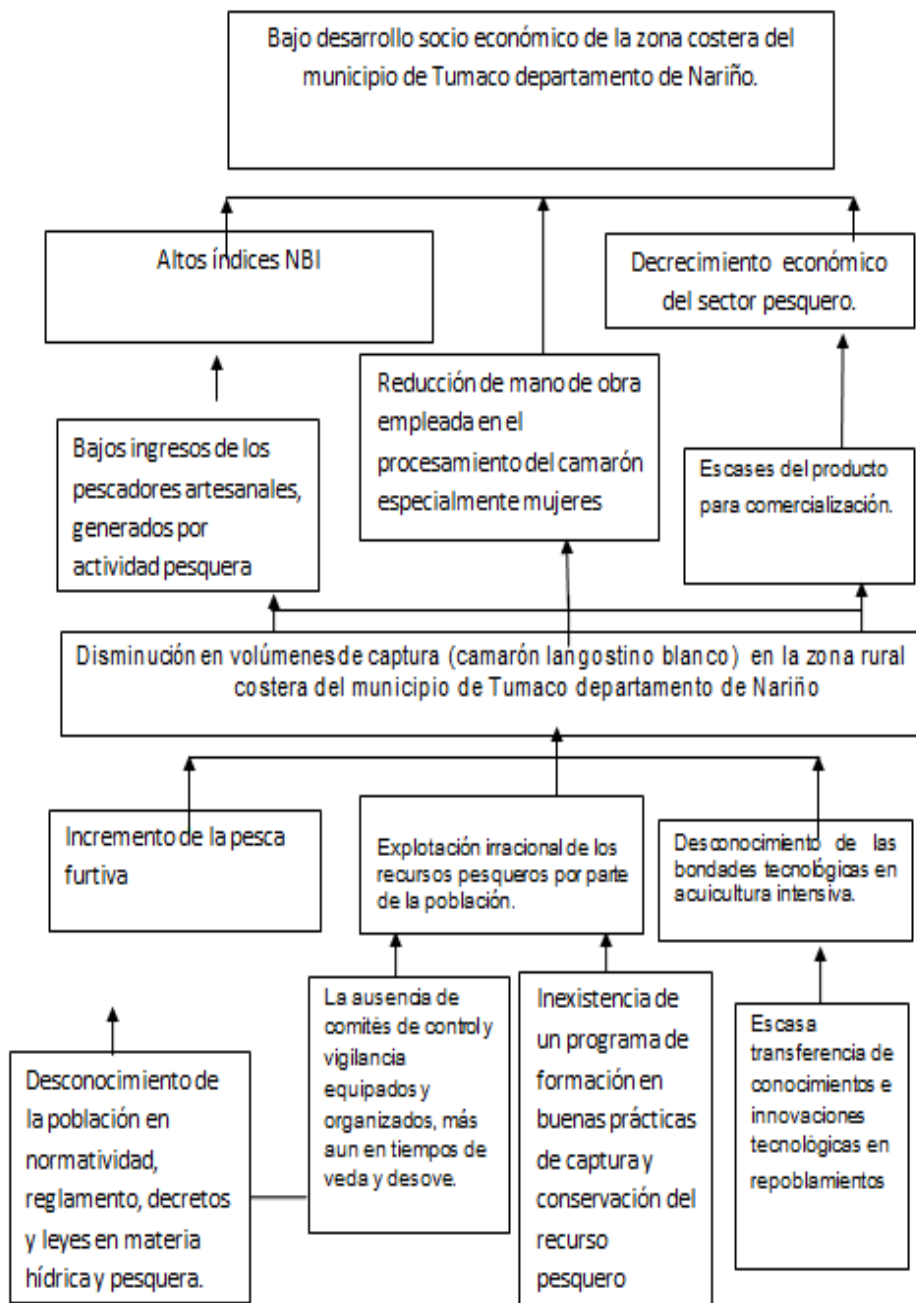 Bajo desarrollo socio económico de la zona costera del
municipio de Tumaco departamento de Nariño.
Altos índices NBI
Decrecimiento económico
del sector pesquero.
Bajos ingresos de los
pescadores artesanales,
generados por
actividad pesquera
Reducción de mano de obra
empleada en el
procesamiento del camarón
especialmente mujeres
Escases del producto
para comercialización.
Disminución en volúmenes de captura (camarón langostino blanco) en la zona rural
costera del municipio de Tumaco departamento de Nariño
Incremento de la pesca
furtiva
Explotación irracional de los
recursos pesqueros por parte
de la población.
Desconocimiento de las
bondades tecnológicas en
acuicultura intensiva.
Desconocimiento de
la población en
normatividad,
reglamento, decretos
y leyes en materia
hídrica y pesquera.
La ausencia de
comités de control y
vigilancia
equipados y
organizados, más
aun en tiempos de
veda y desove.
Inexistencia de
un programa de
formación en
buenas prácticas
de captura y
conservación del
recurso
pesquero
Escasa
transferencia de
conocimientos e
innovaciones
tecnológicas en
repoblamientos